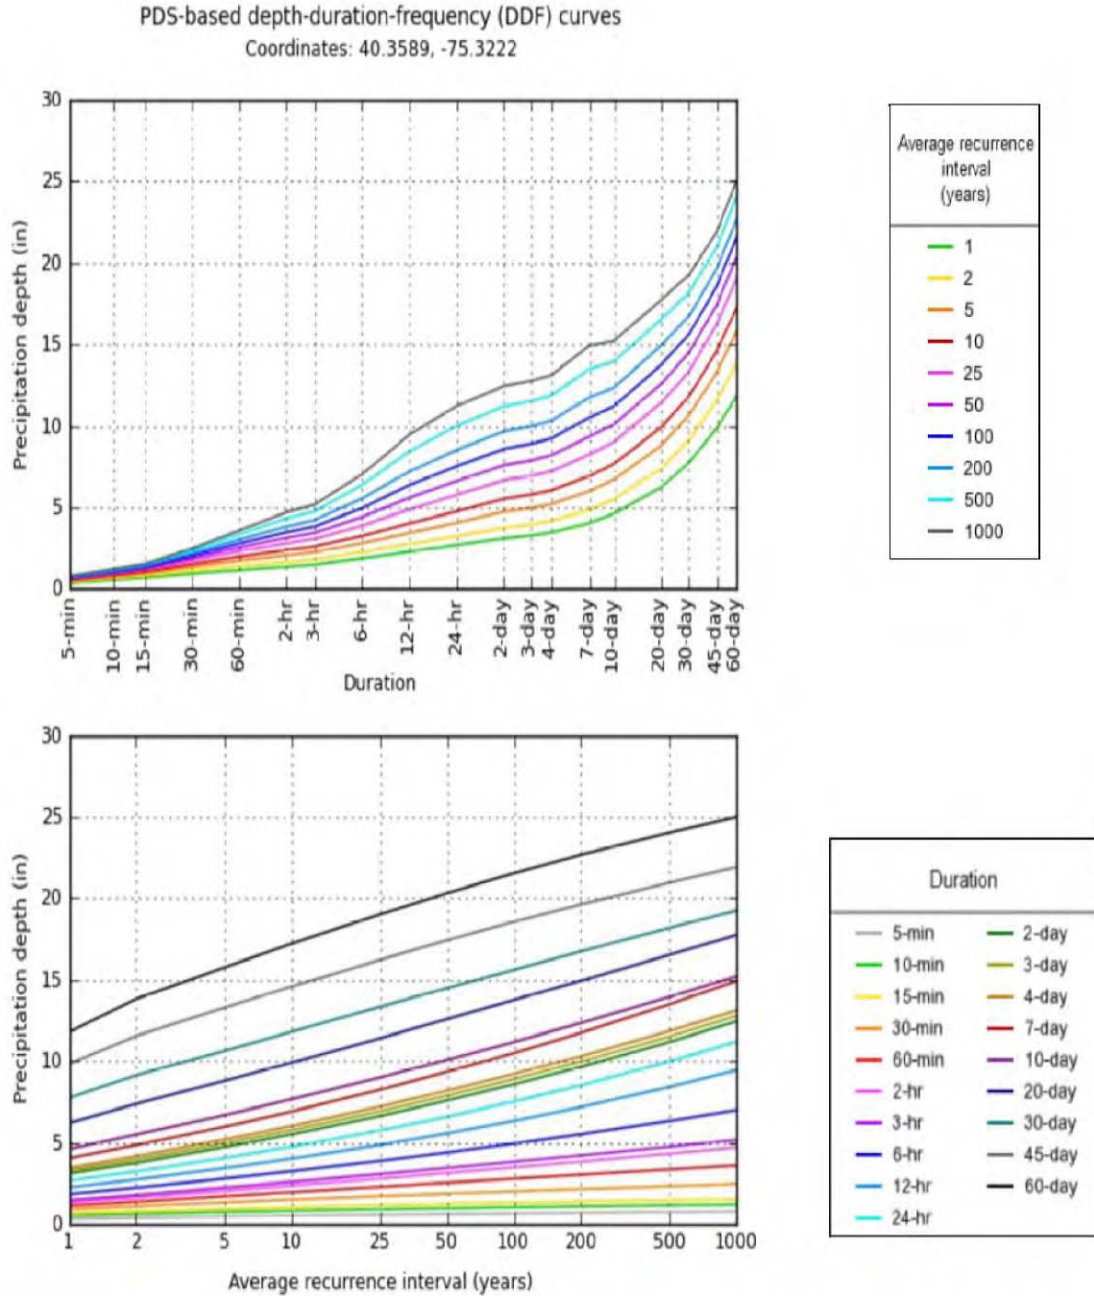 PDS-based depth-duration-frequency (DDF) curves
Coordinates: 40.3589, -75.3222
30
25
20
15
10
5
0
Precipitation depth (in)
5-min
10-min
15-min
30-min
60-min
2-hr
3-hr
6-hr
12-hr
24-hr
2-day
3-day
4-day
7-day
10-day
20-day
30-day
45-day
60-day
Duration
Average recurrence
interval
(years)
1
2
5
10
25
50
100
200
500
1000
30
25
20
15
10
5
0
Precipitation depth (in)
1 2 5 10 25 50 100 200 500 1000
Average recurrence interval (years)
Duration
5-min 2-day
10-min 3-day
15-min 4-day
30-min 7-day
60-min 10-day
2-hr 20-day
3-hr 30-day
6-hr 45-day
12-hr 60-day
24-hr